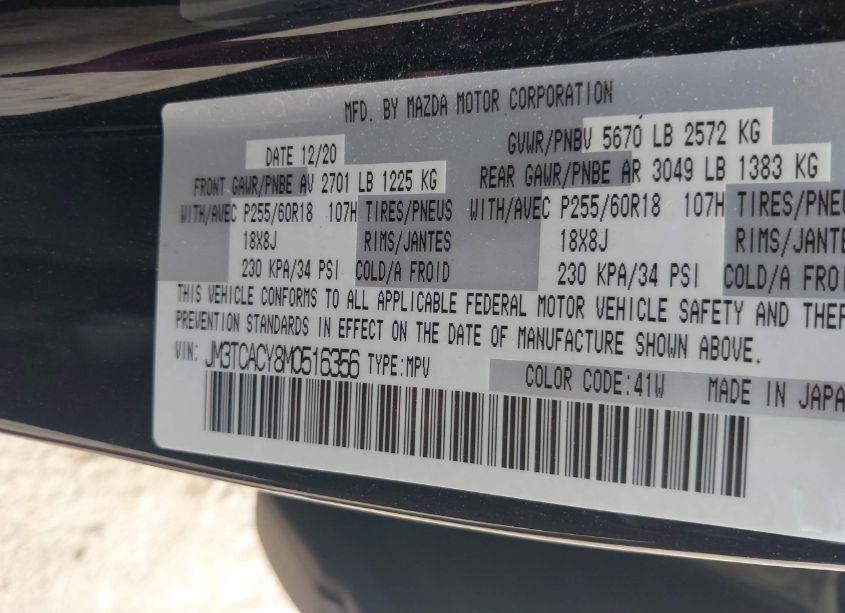 MFD. BY MAZDA MOTOR CORPORATION
DATE 12/20 GVWR/PNBV 5670 LB 2572 KG
FRONT GAWR/PNBE AV 2701 LB 1225 KG REAR GAWR/PNBE AR 3049 LB 1383 KG
WITH/AVEC P255/60R18 107H TIRES/PNEUS WITH/AVEC P255/60R18 107H TIRES/PNEU
18X8J RIMS/JANTES 18X8J RIMS/JANTE
230 KPA/34 PSI COLD/A FROID 230 KPA/34 PSI COLD/A FROI
THIS VEHICLE CONFORMS TO ALL APPLICABLE FEDERAL MOTOR VEHICLE SAFETY AND THEF
PREVENTION STANDARDS IN EFFECT ON THE DATE OF MANUFACTURE SHOWN ABOVE.
VIN: JM3TCACY8M0516356 TYPE:MPV
COLOR CODE:41W MADE IN JAPA